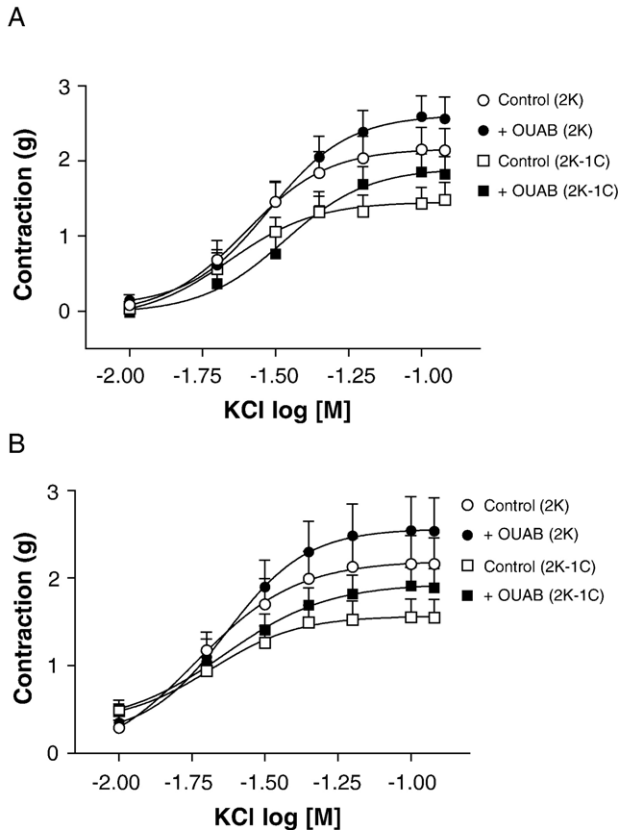 A
3
2
1
0
Contraction (g)
-2.00 -1.75 -1.50 -1.25 -1.00
KCl log [M]
Control (2K)
+ OUAB (2K)
Control (2K-1C)
+ OUAB (2K-1C)
B
3
2
1
0
Contraction (g)
-2.00 -1.75 -1.50 -1.25 -1.00
KCl log [M]
Control (2K)
+ OUAB (2K)
Control (2K-1C)
+ OUAB (2K-1C)